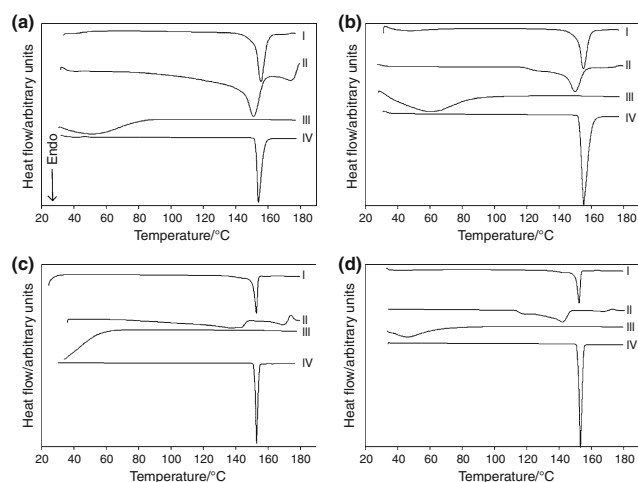 (a)
Heat flow/arbitrary units
Endo
I
II
III
IV
20 40 60 80 100 120 140 160 180
Temperature/°C
(b)
Heat flow/arbitrary units
I
II
III
IV
20 40 60 80 100 120 140 160 180
Temperature/°C
(c)
Heat flow/arbitrary units
I
II
III
IV
20 40 60 80 100 120 140 160 180
Temperature/°C
(d)
Heat flow/arbitrary units
I
II
III
IV
20 40 60 80 100 120 140 160 180
Temperature/°C